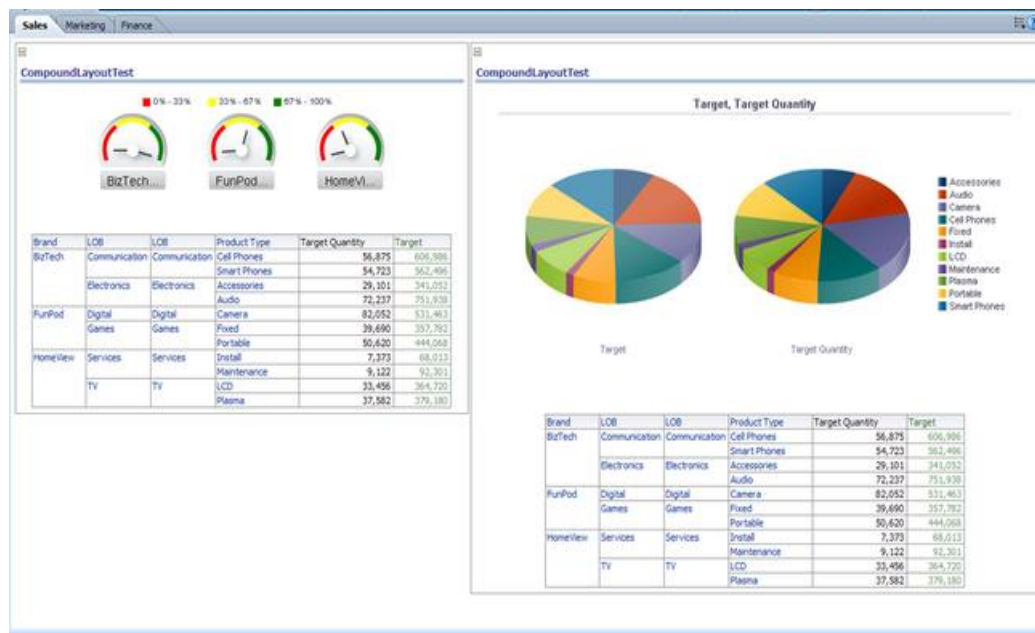 Sales Marketing Finance
CompoundLayoutTest
0% - 33% 33% - 67% 67% - 100%
BizTech... FunPod... HomeVi...
Brand LOB LOB Product Type Target Quantity Target
BizTech Communication Communication Cell Phones 56,875 606,986
Smart Phones 54,723 562,496
Electronics Electronics Accessories 29,101 341,052
Audio 72,237 751,938
FunPod Digital Digital Camera 82,052 531,463
Games Games Fixed 39,690 357,782
Portable 50,620 444,068
HomeView Services Services Install 7,373 68,013
Maintenance 9,122 92,301
TV TV LCD 33,456 364,720
Plasma 37,582 379,180
CompoundLayoutTest
Target, Target Quantity
Accessories
Audio
Camera
Cell Phones
Fixed
Install
LCD
Maintenance
Plasma
Portable
Smart Phones
Target Target Quantity
Brand LOB LOB Product Type Target Quantity Target
BizTech Communication Communication Cell Phones 56,875 606,986
Smart Phones 54,723 562,496
Electronics Electronics Accessories 29,101 341,052
Audio 72,237 751,938
FunPod Digital Digital Camera 82,052 531,463
Games Games Fixed 39,690 357,782
Portable 50,620 444,068
HomeView Services Services Install 7,373 68,013
Maintenance 9,122 92,301
TV TV LCD 33,456 364,720
Plasma 37,582 379,180